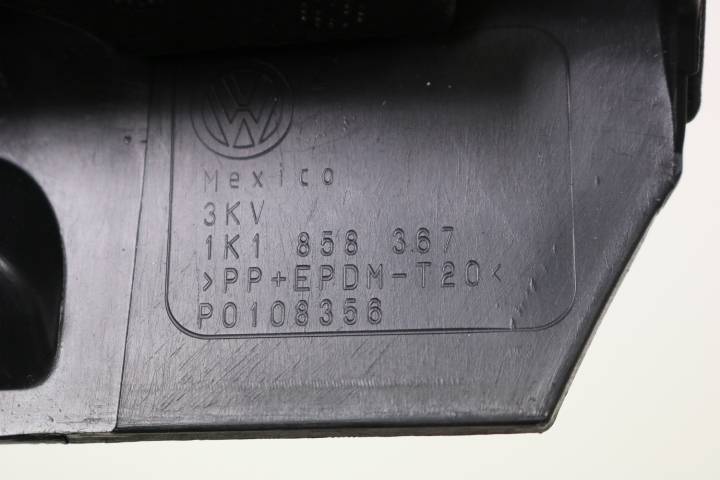 Mexico
3KV
1K1 858 367
>PP+EPDM-T20<
P0108356